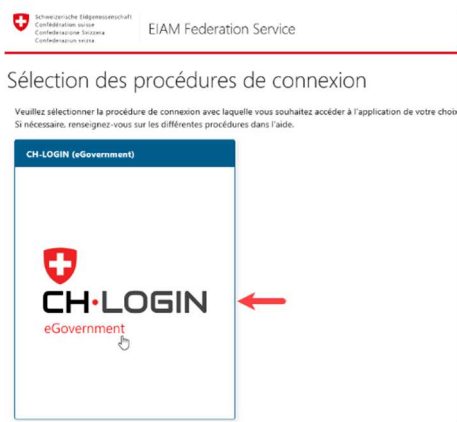 Schweizerische Eidgenossenschaft
Confédération suisse
Confederazione Svizzera
Confederaziun svizra
EIAM Federation Service
Sélection des procédures de connexion
Veuillez sélectionner la procédure de connexion avec laquelle vous souhaitez accéder à l'application de votre choix
Si nécessaire, renseignez-vous sur les différentes procédures dans l'aide.
CH-LOGIN (eGovernment)
CH·LOGIN
eGovernment